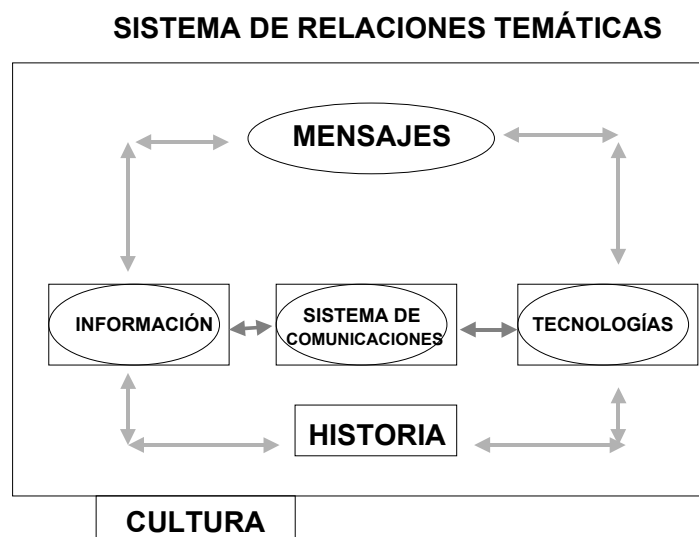 SISTEMA DE RELACIONES TEMÁTICAS
MENSAJES
INFORMACIÓN
SISTEMA DE
COMUNICACIONES
TECNOLOGÍAS
HISTORIA
CULTURA